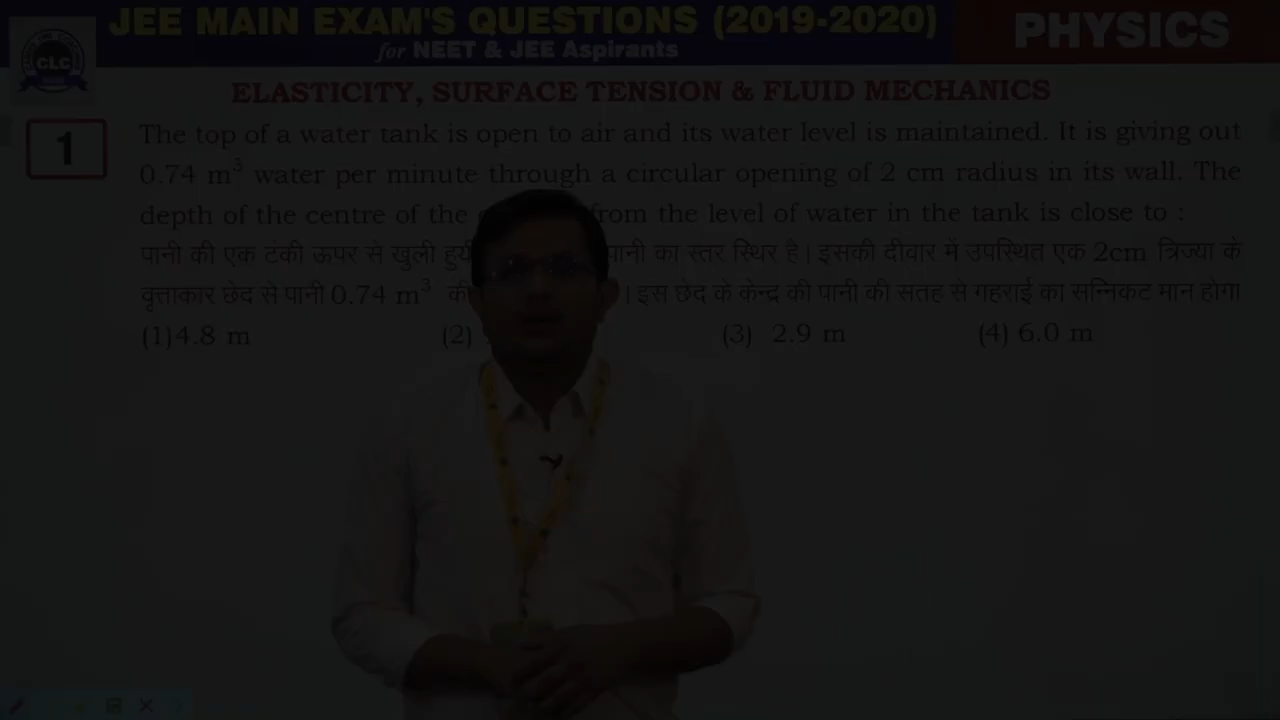 JEE MAIN EXAM'S QUESTIONS (2019-2020)
for NEET & JEE Aspirants
PHYSICS
CLC
ELASTICITY, SURFACE TENSION & FLUID MECHANICS
1
The top of a water tank is open to air and its water level is maintained. It is giving out
0.74 m³ water per minute through a circular opening of 2 cm radius in its wall. The
depth of the centre of the from the level of water in the tank is close to :
पानी की एक टंकी ऊपर से खुली हुयी पानी का स्तर स्थिर है। इसकी दीवार में उपस्थित एक 2cm त्रिज्या के
वृत्ताकार छेद से पानी 0.74 m³ की । इस छेद के केन्द्र की पानी की सतह से गहराई का सन्निकट मान होगा
(1) 4.8 m (2) (3) 2.9 m (4) 6.0 m